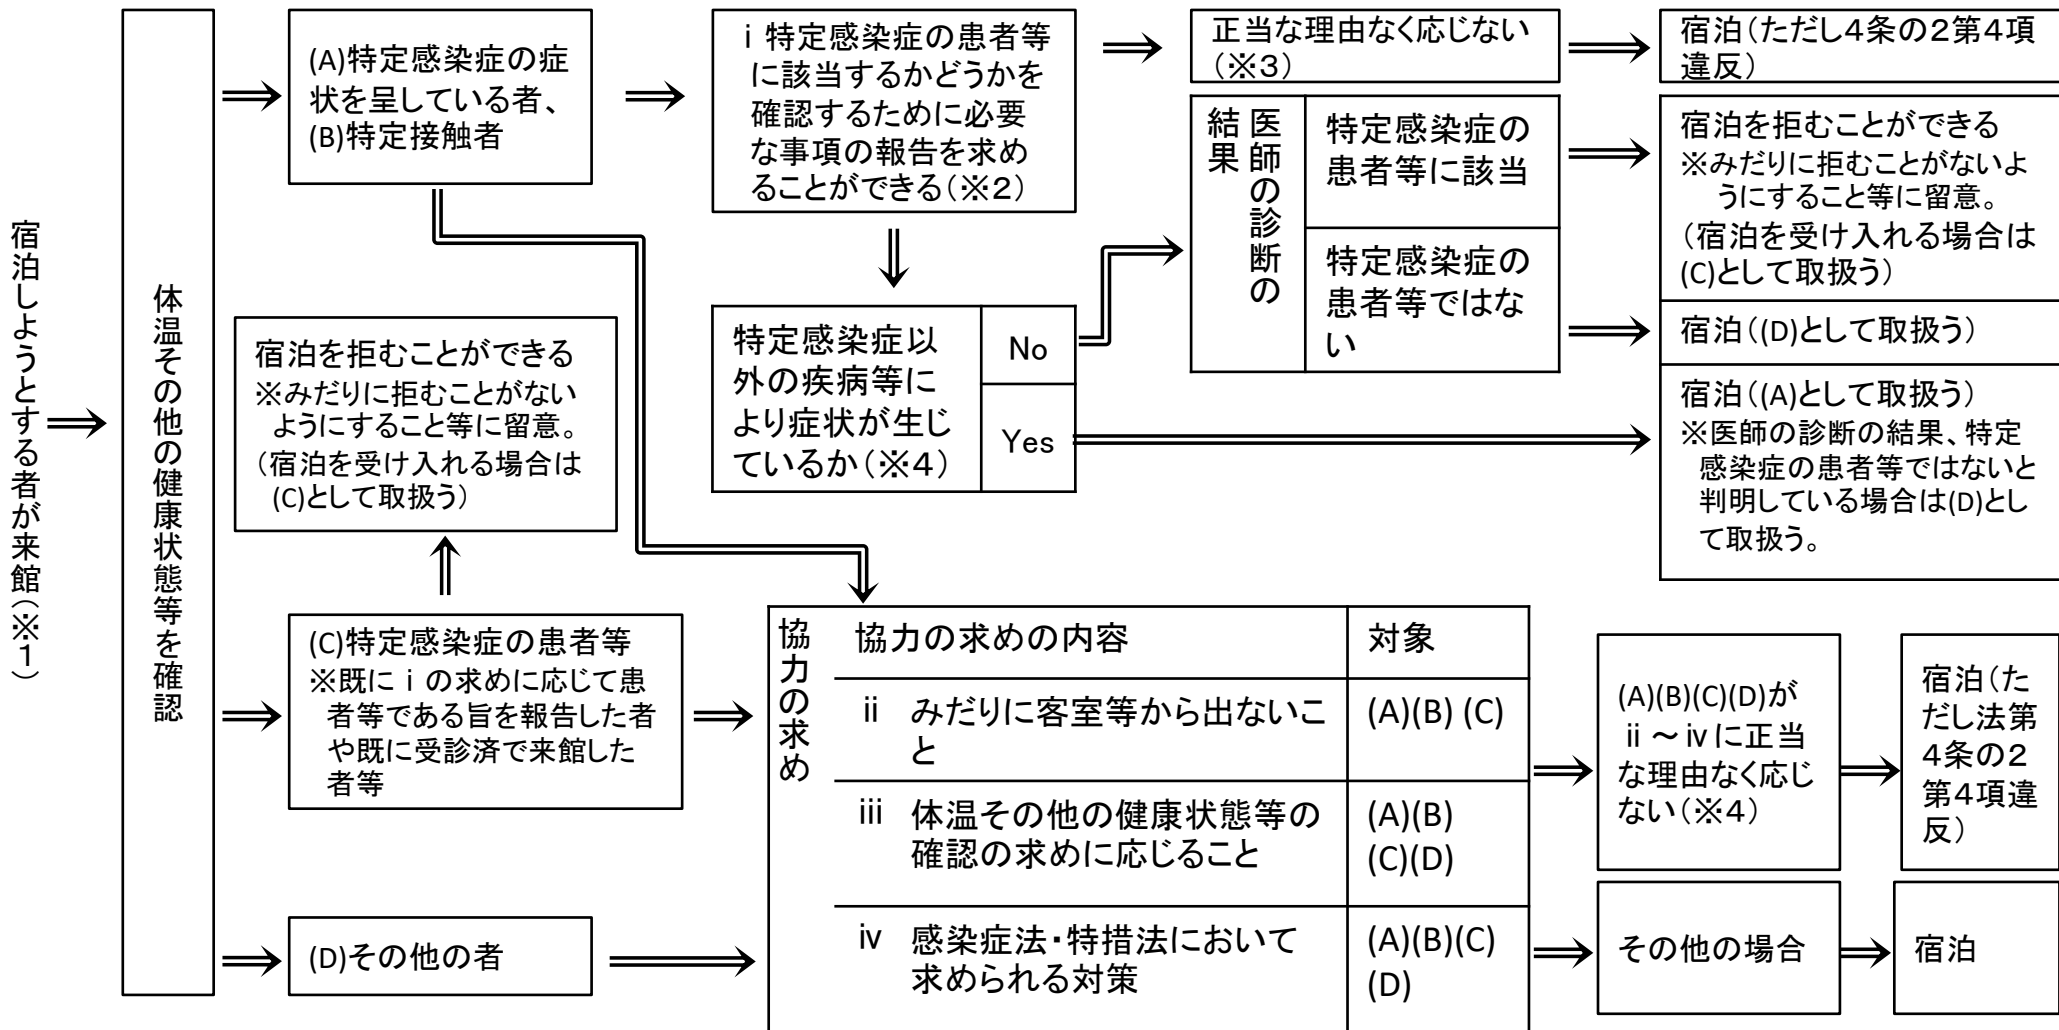 宿泊しようとする者が来館(※1)
体温その他の健康状態等を確認
(A)特定感染症の症
状を呈している者、
(B)特定接触者
ⅰ 特定感染症の患者等
に該当するかどうかを
確認するために必要
な事項の報告を求め
ることができる(※2)
正当な理由なく応じない
(※3)
宿泊(ただし4条の2第4項
違反)
医師の診断の
結果
特定感染症の
患者等に該当
宿泊を拒むことができる
※みだりに拒むことがないよ
うにすること等に留意。
(宿泊を受け入れる場合は
(C)として取扱う)
特定感染症の
患者等ではな
い
宿泊((D)として取扱う)
特定感染症以
外の疾病等に
より症状が生じ
ているか(※4)
No
Yes
宿泊((A)として取扱う)
※医師の診断の結果、特定
感染症の患者等ではないと
判明している場合は(D)とし
て取扱う。
宿泊を拒むことができる
※みだりに拒むことがない
ようにすること等に留意。
(宿泊を受け入れる場合は
(C)として取扱う)
(C)特定感染症の患者等
※既にⅰの求めに応じて患
者等である旨を報告した者
や既に受診済で来館した
者等
(D)その他の者
協力の求め
協力の求めの内容
対象
ⅱ みだりに客室等から出ないこ
と
(A)(B) (C)
ⅲ 体温その他の健康状態等の
確認の求めに応じること
(A)(B)
(C)(D)
ⅳ 感染症法・特措法において
求められる対策
(A)(B)(C)
(D)
(A)(B)(C)(D)が
ⅱ～ⅳに正当
な理由なく応じ
ない(※4)
宿泊(た
だし法第
4条の2
第4項違
反)
その他の場合
宿泊